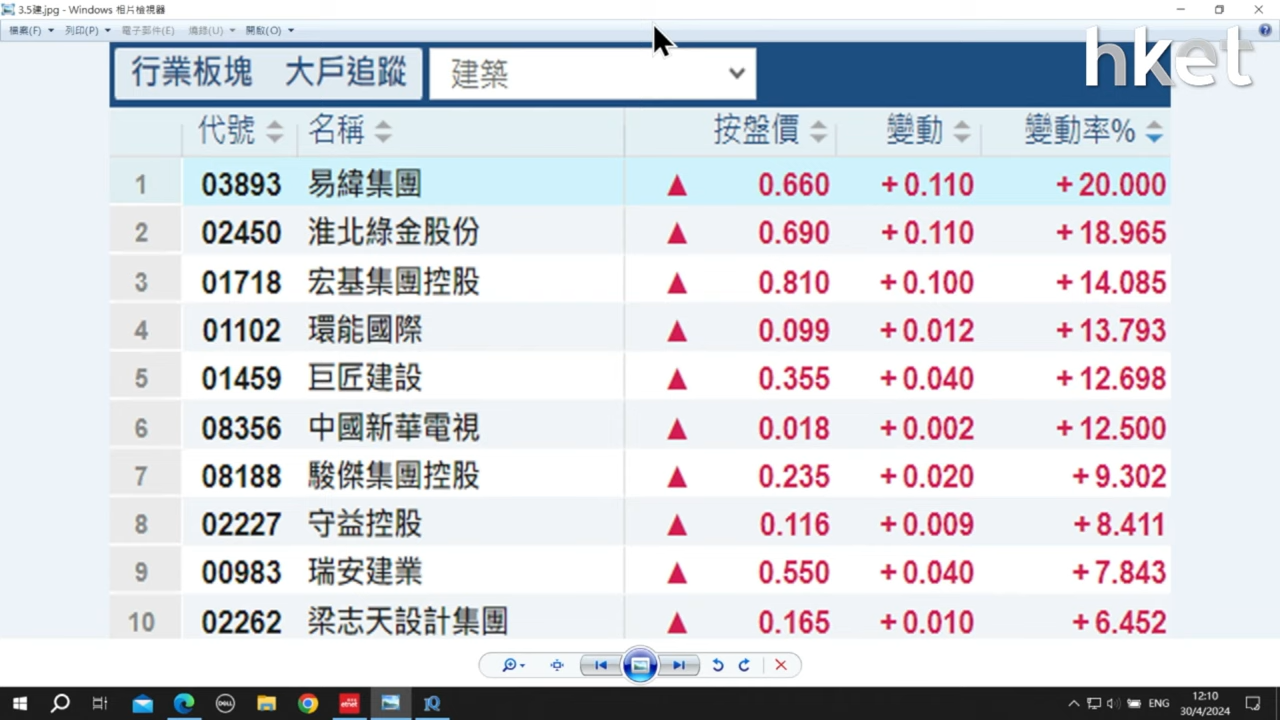 3.5建.jpg - Windows 相片檢視器
檔案(F) 列印(P) 電子郵件(E) 燒錄(U) 開啟(O)
hket
行業板塊 大戶追蹤 建築
代號 名稱 按盤價 變動 變動率%
1 03893 易緯集團 ▲ 0.660 +0.110 +20.000
2 02450 淮北綠金股份 ▲ 0.690 +0.110 +18.965
3 01718 宏基集團控股 ▲ 0.810 +0.100 +14.085
4 01102 環能國際 ▲ 0.099 +0.012 +13.793
5 01459 巨匠建設 ▲ 0.355 +0.040 +12.698
6 08356 中國新華電視 ▲ 0.018 +0.002 +12.500
7 08188 駿傑集團控股 ▲ 0.235 +0.020 +9.302
8 02227 守益控股 ▲ 0.116 +0.009 +8.411
9 00983 瑞安建業 ▲ 0.550 +0.040 +7.843
10 02262 梁志天設計集團 ▲ 0.165 +0.010 +6.452
DELL etnet IQ ENG 12:10
30/4/2024